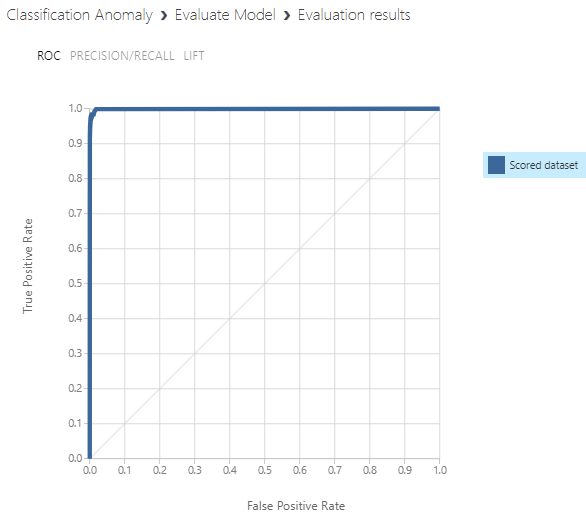 Classification Anomaly ❯ Evaluate Model ❯ Evaluation results
ROC PRECISION/RECALL LIFT
1.0
0.9
0.8
0.7
0.6
0.5
0.4
0.3
0.2
0.1
0.0
True Positive Rate
Scored dataset
0.0 0.1 0.2 0.3 0.4 0.5 0.6 0.7 0.8 0.9 1.0
False Positive Rate